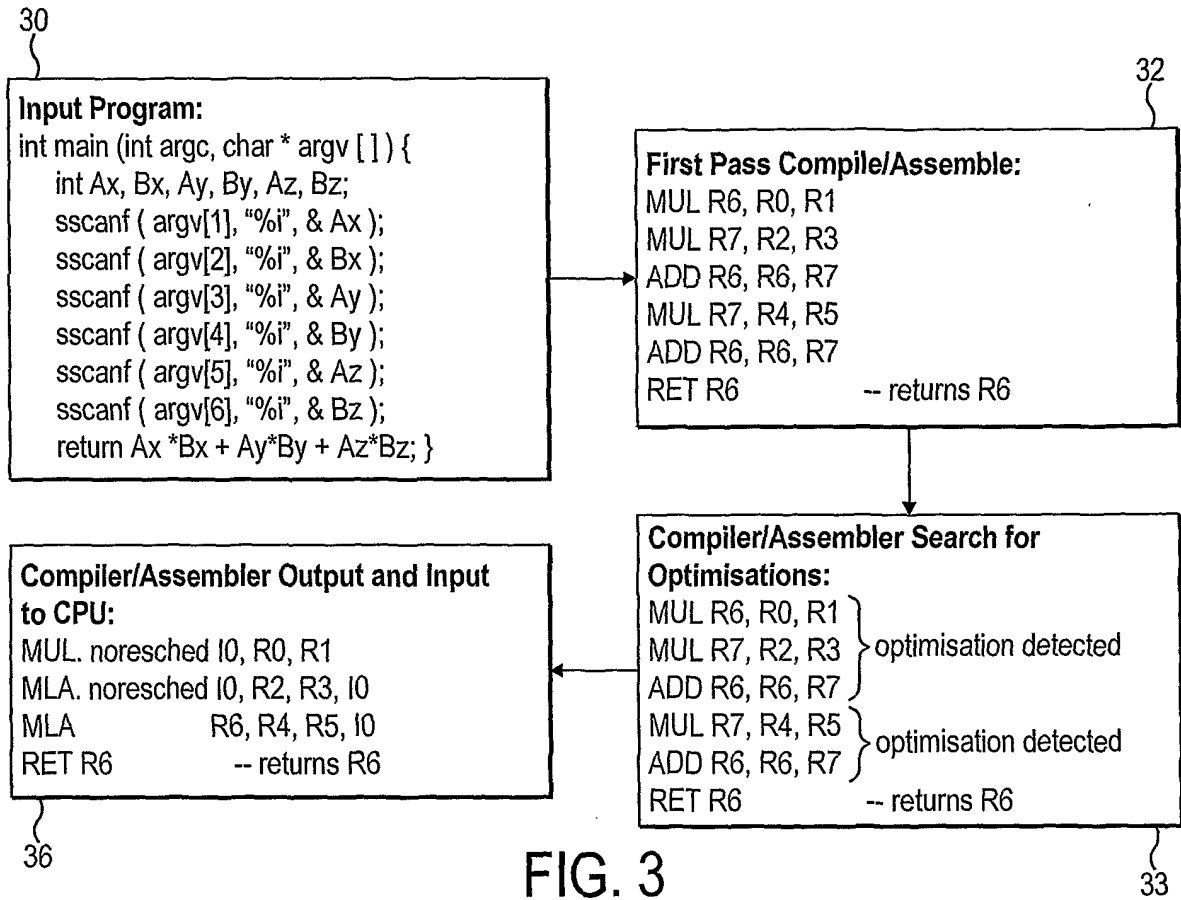 30
Input Program:
int main (int argc, char * argv [ ] ) {
int Ax, Bx, Ay, By, Az, Bz;
sscanf ( argv[1], “%i”, & Ax );
sscanf ( argv[2], “%i”, & Bx );
sscanf ( argv[3], “%i”, & Ay );
sscanf ( argv[4], “%i”, & By );
sscanf ( argv[5], “%i”, & Az );
sscanf ( argv[6], “%i”, & Bz );
return Ax *Bx + Ay*By + Az*Bz; }
32
First Pass Compile/Assemble:
MUL R6, R0, R1
MUL R7, R2, R3
ADD R6, R6, R7
MUL R7, R4, R5
ADD R6, R6, R7
RET R6 -- returns R6
Compiler/Assembler Search for
Optimisations:
MUL R6, R0, R1
MUL R7, R2, R3 optimisation detected
ADD R6, R6, R7
MUL R7, R4, R5 optimisation detected
ADD R6, R6, R7
RET R6 -- returns R6
33
Compiler/Assembler Output and Input
to CPU:
MUL. noresched I0, R0, R1
MLA. noresched I0, R2, R3, I0
MLA R6, R4, R5, I0
RET R6 -- returns R6
36
FIG. 3